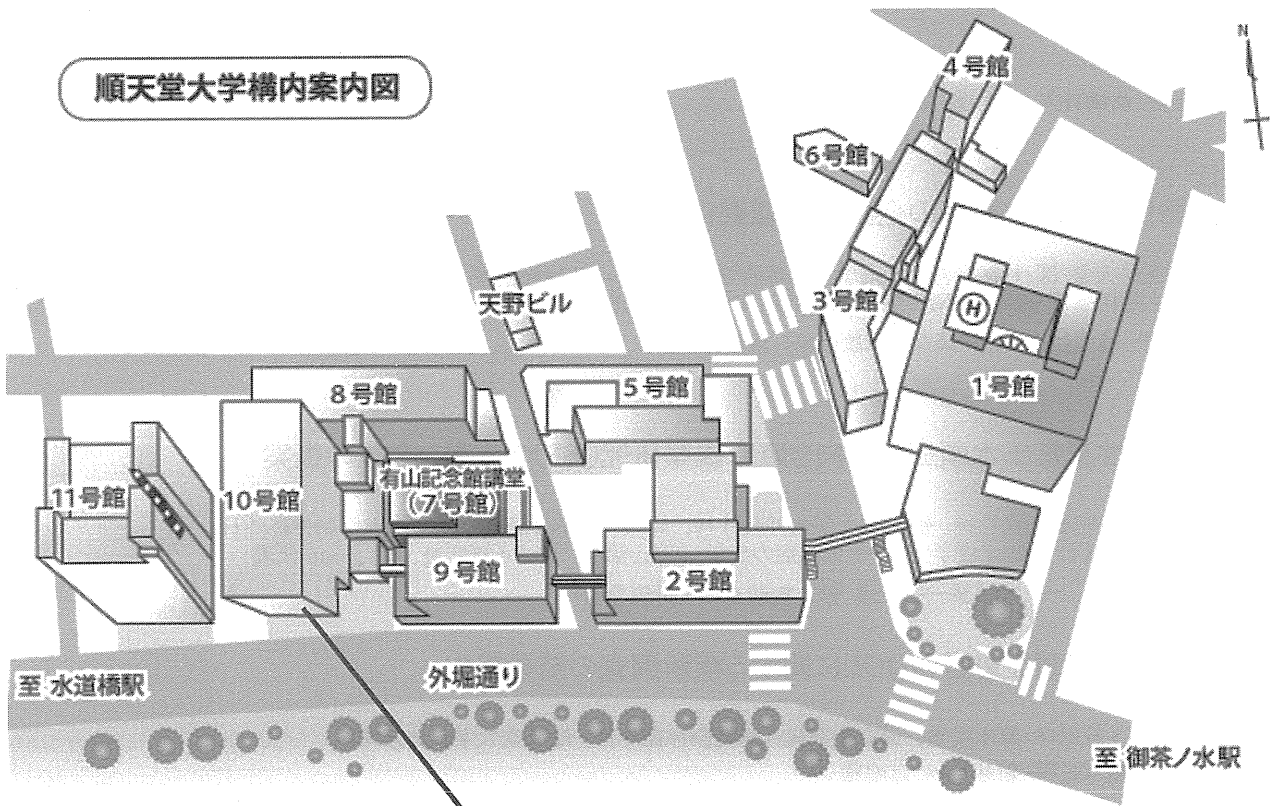 順天堂大学構内案内図
N
4号館
6号館
天野ビル
3号館
H
1号館
8号館
5号館
11号館
10号館
有山記念館講堂
(7号館)
9号館
2号館
至 水道橋駅
外堀通り
至 御茶ノ水駅